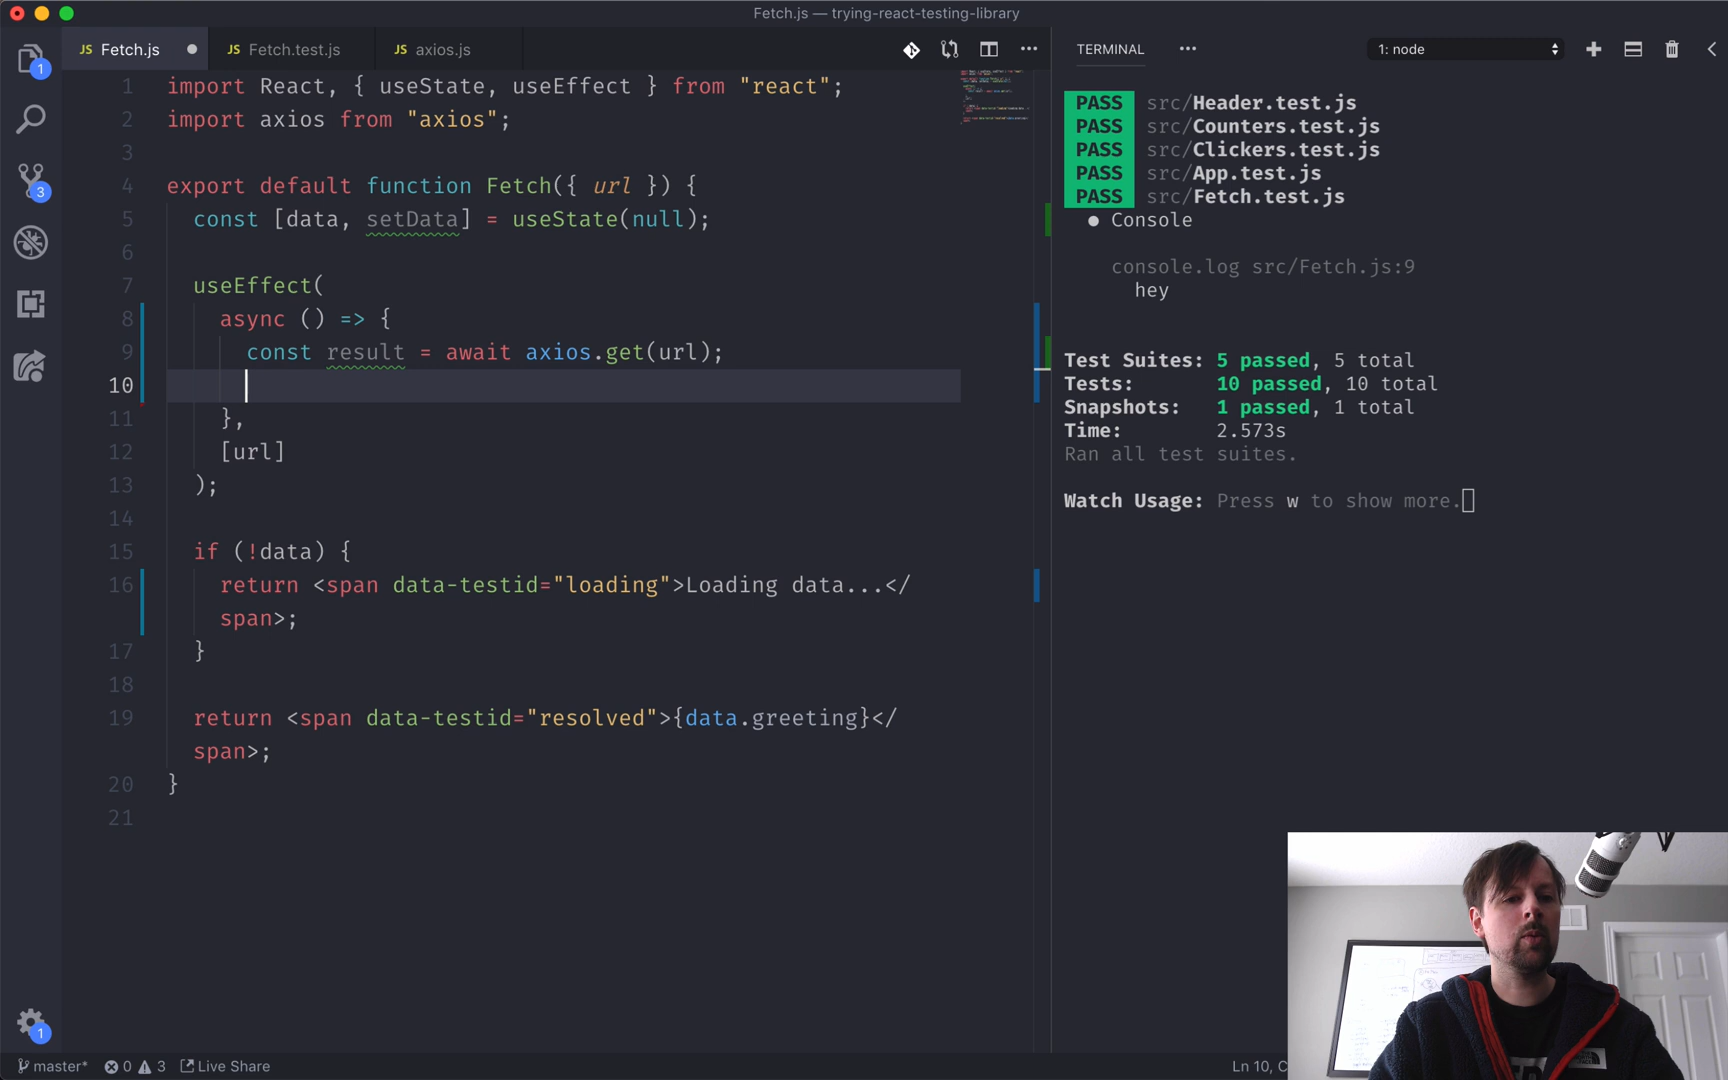 Fetch.js — trying-react-testing-library
JS Fetch.js
JS Fetch.test.js
JS axios.js
TERMINAL
1: node
1 import React, { useState, useEffect } from "react";
2 import axios from "axios";
3
4 export default function Fetch({ url }) {
5 const [data, setData] = useState(null);
6
7 useEffect(
8 async () => {
9 const result = await axios.get(url);
10
11 },
12 [url]
13 );
14
15 if (!data) {
16 return <span data-testid="loading">Loading data...</
span>;
17 }
18
19 return <span data-testid="resolved">{data.greeting}</
span>;
20 }
21
1
3
1
PASS src/Header.test.js
PASS src/Counters.test.js
PASS src/Clickers.test.js
PASS src/App.test.js
PASS src/Fetch.test.js
● Console
console.log src/Fetch.js:9
hey
Test Suites: 5 passed, 5 total
Tests: 10 passed, 10 total
Snapshots: 1 passed, 1 total
Time: 2.573s
Ran all test suites.
Watch Usage: Press w to show more.
master* 0 3 Live Share
Ln 10, C